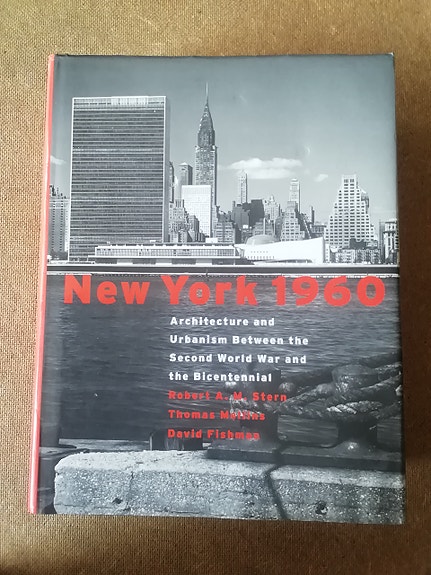 New York 1960
Architecture and
Urbanism Between the
Second World War and
the Bicentennial
Robert A. M. Stern
Thomas Mellins
David Fishman